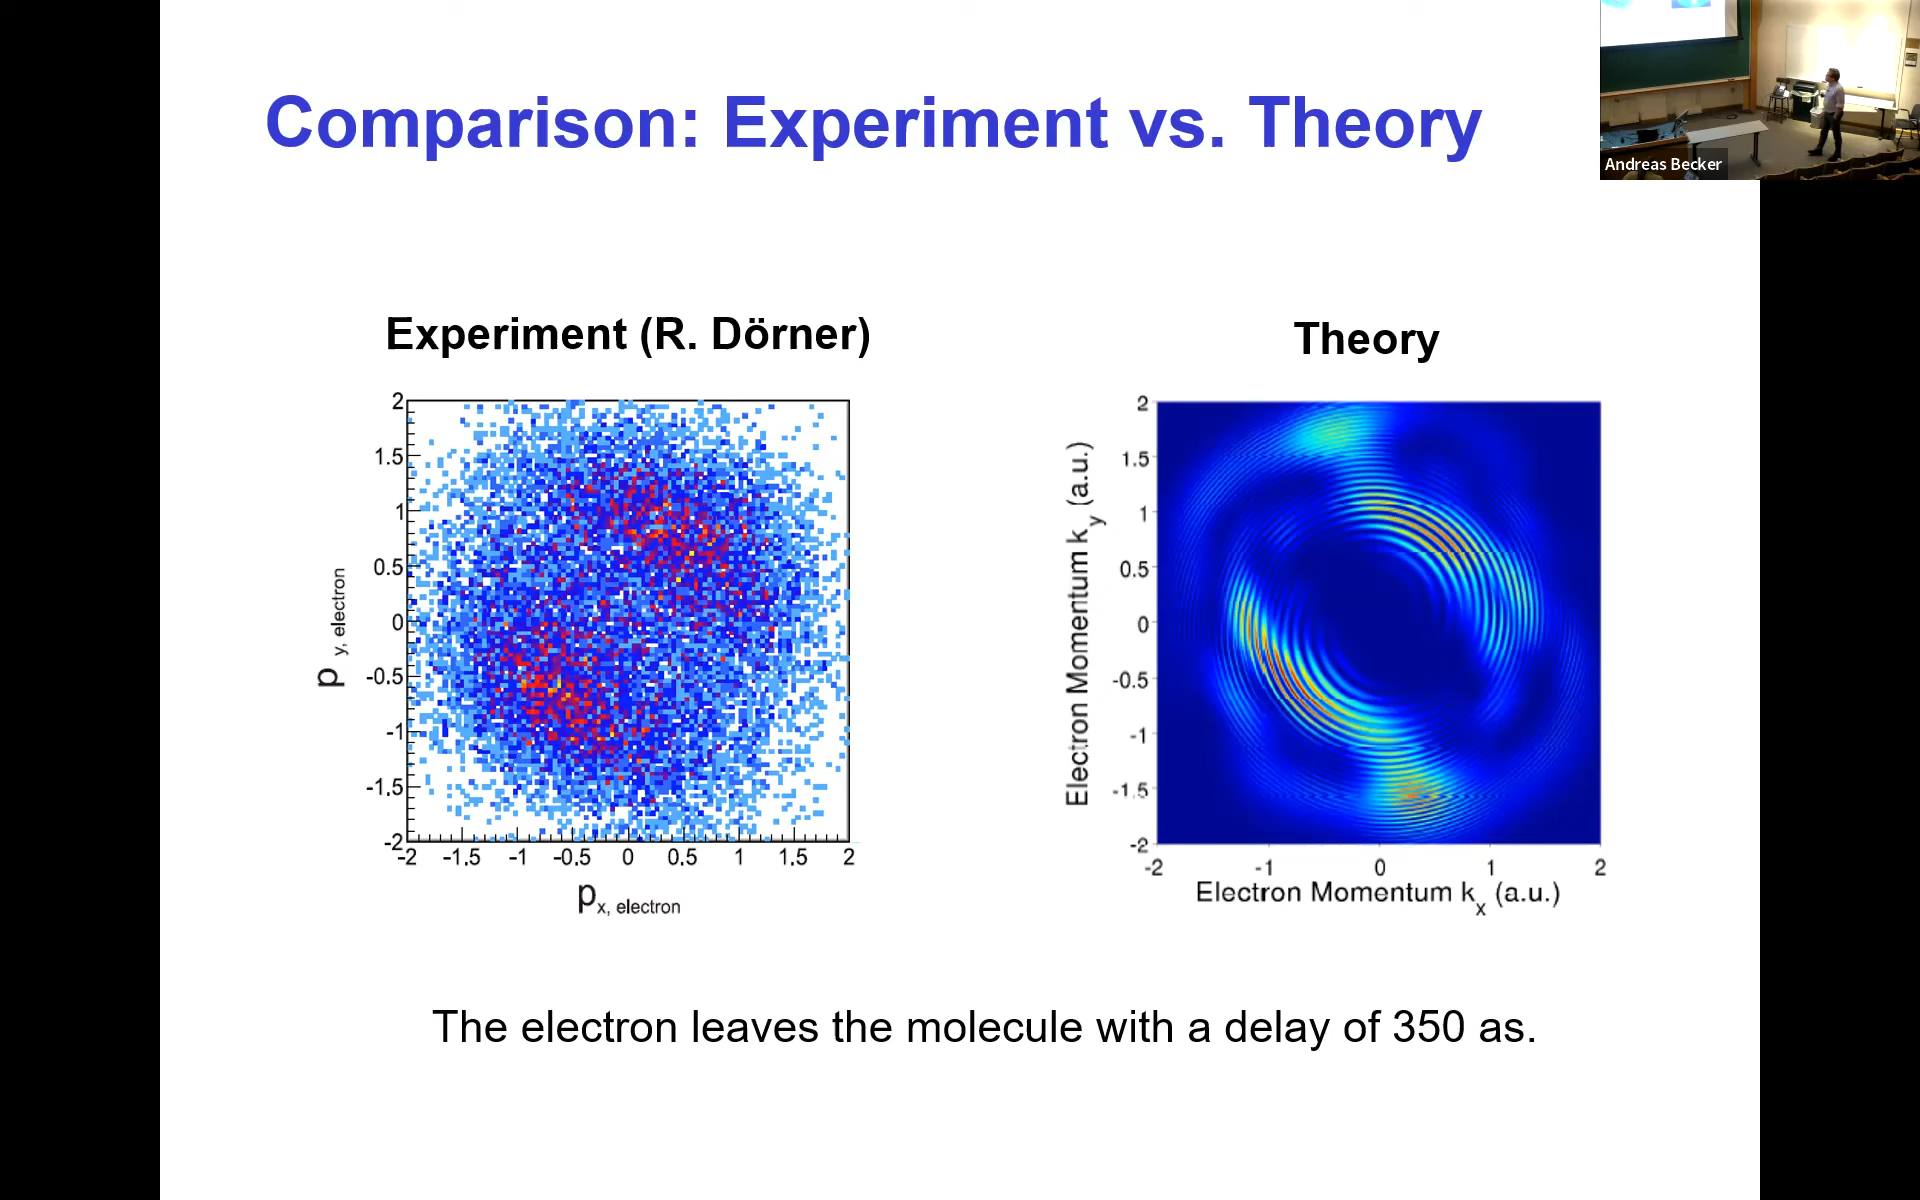 Comparison: Experiment vs. Theory
Andreas Becker
Experiment (R. Dörner)
Theory
2
1.5
1
0.5
0
-0.5
-1
-1.5
-2
p y, electron
-2 -1.5 -1 -0.5 0 0.5 1 1.5 2
p x, electron
2
1.5
1
0.5
0
-0.5
-1
-1.5
-2
Electron Momentum k y (a.u.)
-2 -1 0 1 2
Electron Momentum k x (a.u.)
The electron leaves the molecule with a delay of 350 as.